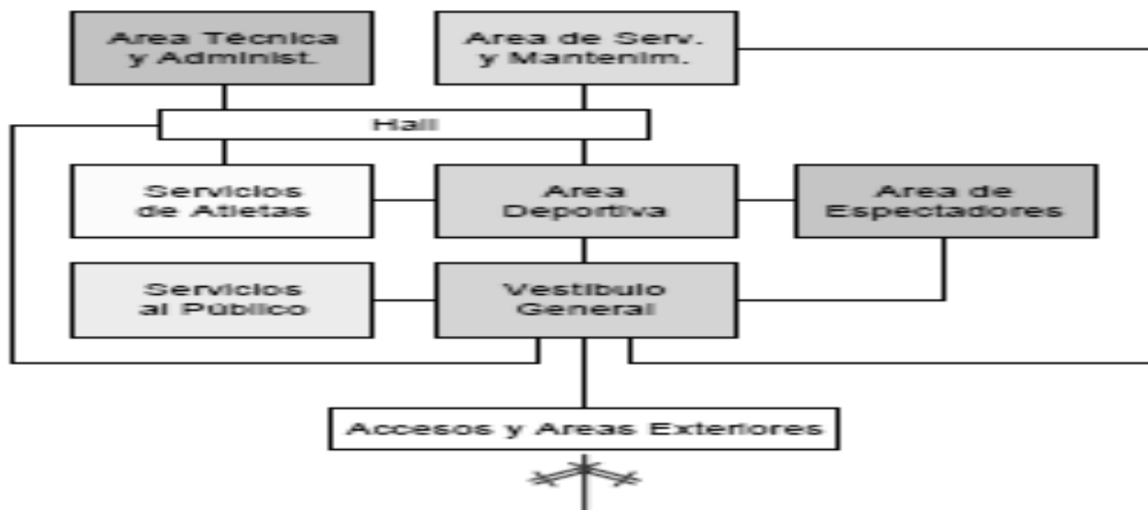 Area Técnica
y Administ.
Area de Serv.
y Mantenim.
Hall
Servicios
de Atletas
Area
Deportiva
Area de
Espectadores
Servicios
al Público
Vestíbulo
General
Accesos y Areas Exteriores